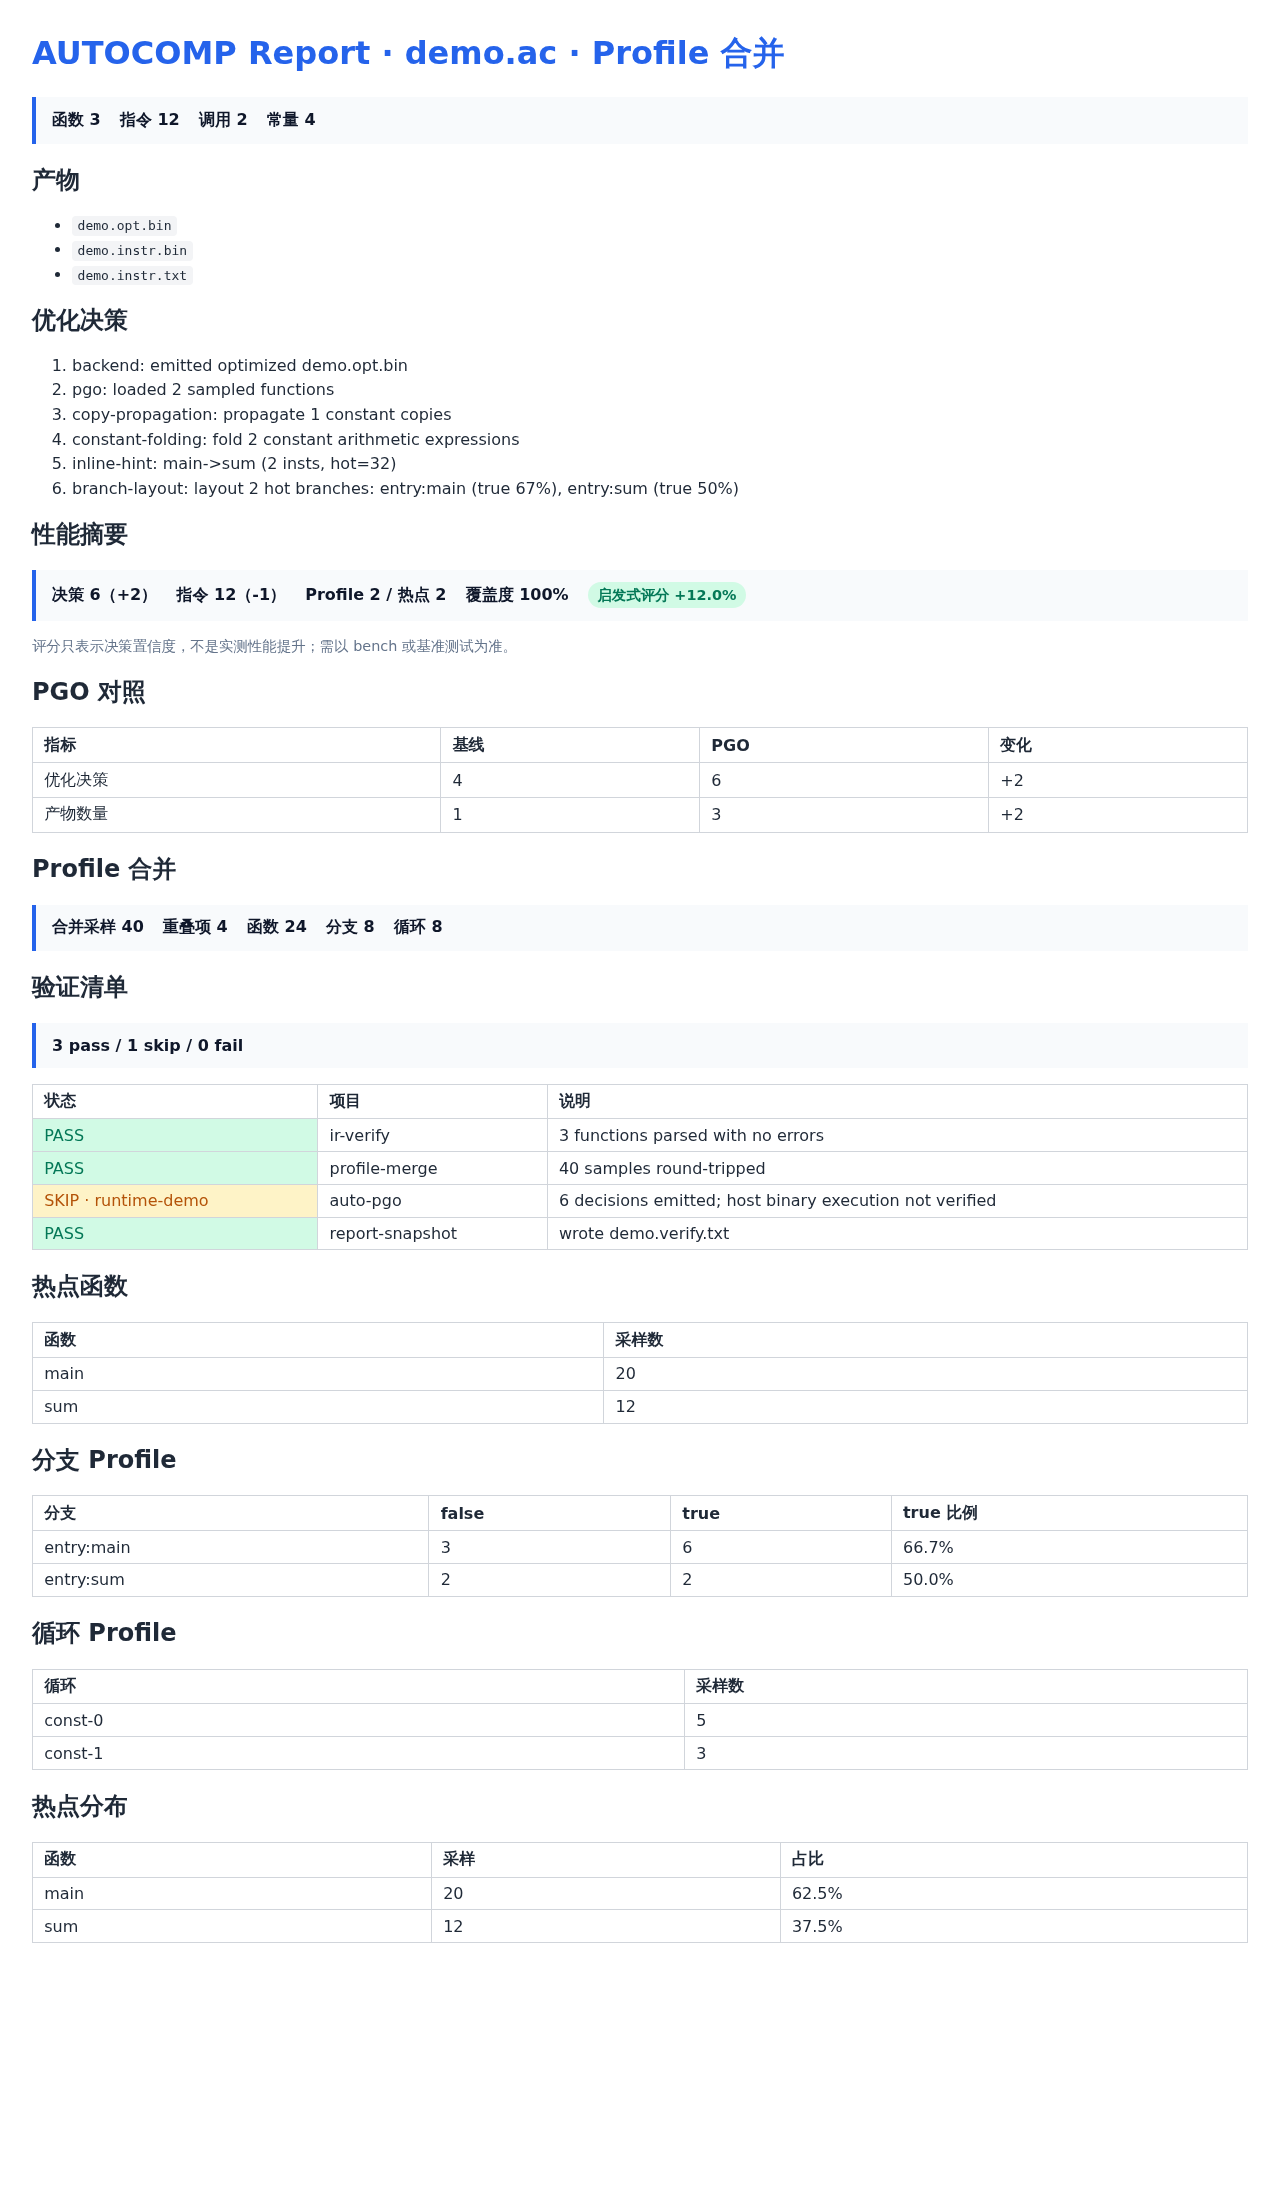 AUTOCOMP Report · demo.ac · Profile 合并
函数 3 指令 12 调用 2 常量 4
产物
• demo.opt.bin
• demo.instr.bin
• demo.instr.txt
优化决策
1. backend: emitted optimized demo.opt.bin
2. pgo: loaded 2 sampled functions
3. copy-propagation: propagate 1 constant copies
4. constant-folding: fold 2 constant arithmetic expressions
5. inline-hint: main->sum (2 insts, hot=32)
6. branch-layout: layout 2 hot branches: entry:main (true 67%), entry:sum (true 50%)
性能摘要
决策 6（+2） 指令 12（-1） Profile 2 / 热点 2 覆盖度 100% 启发式评分 +12.0%
评分只表示决策置信度，不是实测性能提升；需以 bench 或基准测试为准。
PGO 对照
指标 基线 PGO 变化
优化决策 4 6 +2
产物数量 1 3 +2
Profile 合并
合并采样 40 重叠项 4 函数 24 分支 8 循环 8
验证清单
3 pass / 1 skip / 0 fail
状态 项目 说明
PASS ir-verify 3 functions parsed with no errors
PASS profile-merge 40 samples round-tripped
SKIP · runtime-demo auto-pgo 6 decisions emitted; host binary execution not verified
PASS report-snapshot wrote demo.verify.txt
热点函数
函数 采样数
main 20
sum 12
分支 Profile
分支 false true true 比例
entry:main 3 6 66.7%
entry:sum 2 2 50.0%
循环 Profile
循环 采样数
const-0 5
const-1 3
热点分布
函数 采样 占比
main 20 62.5%
sum 12 37.5%